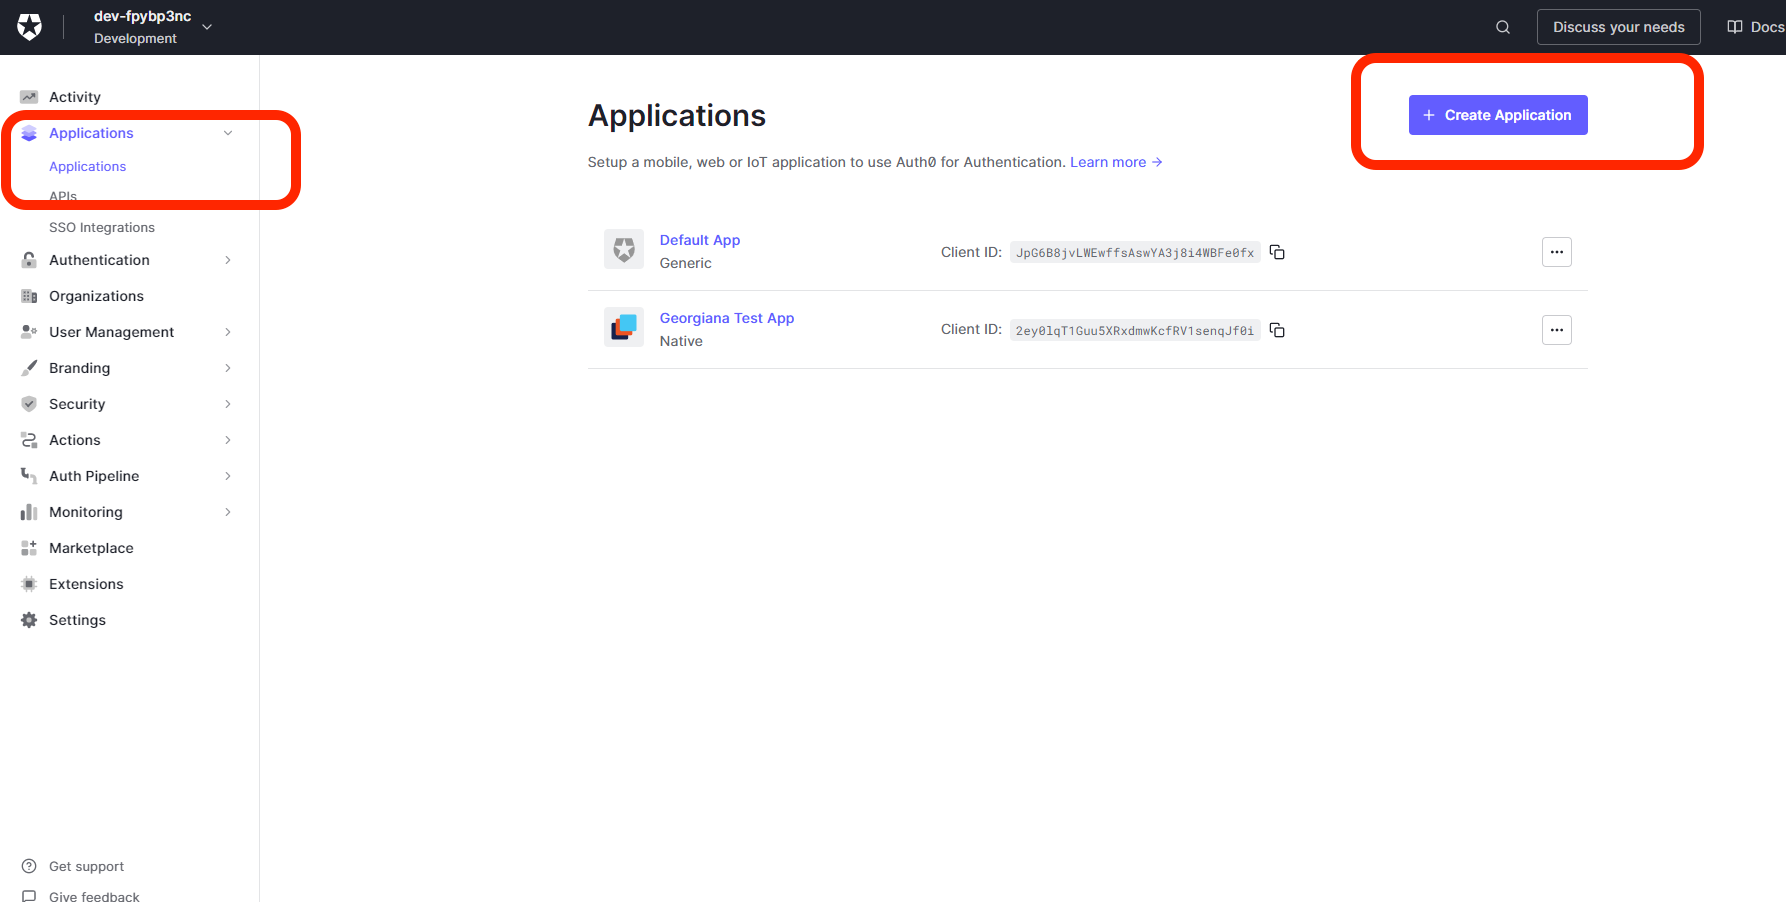 dev-fpybp3nc
Development
Discuss your needs
Docs
Activity
Applications
Applications
APIs
SSO Integrations
Authentication
Organizations
User Management
Branding
Security
Actions
Auth Pipeline
Monitoring
Marketplace
Extensions
Settings
Get support
Give feedback
Applications
+ Create Application
Setup a mobile, web or IoT application to use Auth0 for Authentication. Learn more →
Default App
Generic
Client ID: JpG6B8jvLWEwffsAswYA3j8i4WBFe0fx
Georgiana Test App
Native
Client ID: 2ey0lqT1Guu5XRxdmwKcfRV1senqJf0i